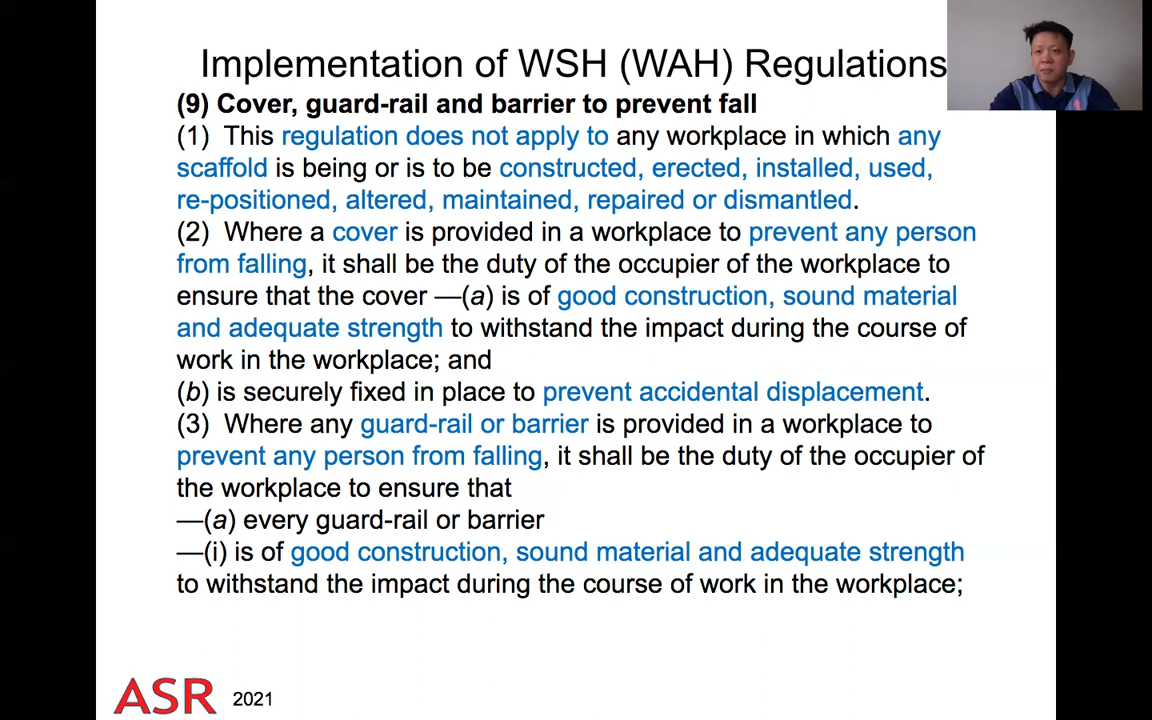 Implementation of WSH (WAH) Regulations
(9) Cover, guard-rail and barrier to prevent fall
(1)  This regulation does not apply to any workplace in which any
scaffold is being or is to be constructed, erected, installed, used,
re-positioned, altered, maintained, repaired or dismantled.
(2)  Where a cover is provided in a workplace to prevent any person
from falling, it shall be the duty of the occupier of the workplace to
ensure that the cover —(a) is of good construction, sound material
and adequate strength to withstand the impact during the course of
work in the workplace; and
(b) is securely fixed in place to prevent accidental displacement.
(3)  Where any guard-rail or barrier is provided in a workplace to
prevent any person from falling, it shall be the duty of the occupier of
the workplace to ensure that
—(a) every guard-rail or barrier
—(i) is of good construction, sound material and adequate strength
to withstand the impact during the course of work in the workplace;
ASR 2021